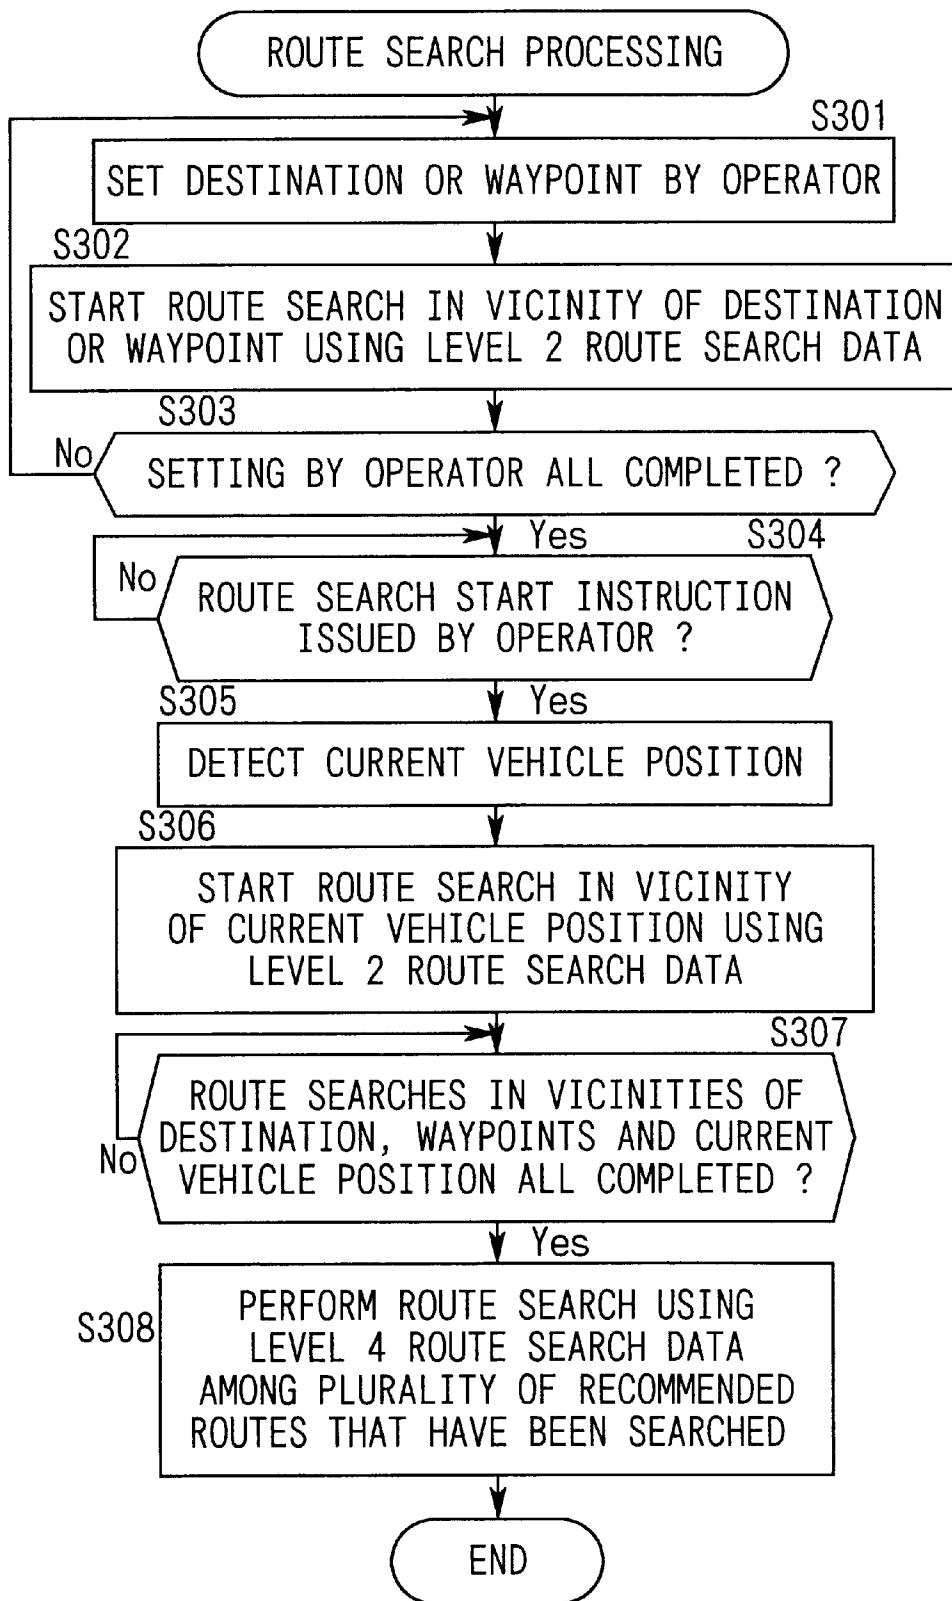 ROUTE SEARCH PROCESSING
S301
SET DESTINATION OR WAYPOINT BY OPERATOR
S302
START ROUTE SEARCH IN VICINITY OF DESTINATION
OR WAYPOINT USING LEVEL 2 ROUTE SEARCH DATA
S303
No
SETTING BY OPERATOR ALL COMPLETED ?
Yes
S304
No
ROUTE SEARCH START INSTRUCTION
ISSUED BY OPERATOR ?
S305
Yes
DETECT CURRENT VEHICLE POSITION
S306
START ROUTE SEARCH IN VICINITY
OF CURRENT VEHICLE POSITION USING
LEVEL 2 ROUTE SEARCH DATA
S307
ROUTE SEARCHES IN VICINITIES OF
DESTINATION, WAYPOINTS AND CURRENT
VEHICLE POSITION ALL COMPLETED ?
No
Yes
S308
PERFORM ROUTE SEARCH USING
LEVEL 4 ROUTE SEARCH DATA
AMONG PLURALITY OF RECOMMENDED
ROUTES THAT HAVE BEEN SEARCHED
END